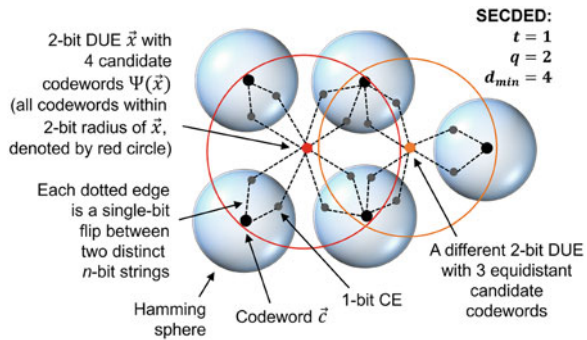 2-bit DUE x⃗ with
4 candidate
codewords Ψ(x⃗)
(all codewords within
2-bit radius of x⃗,
denoted by red circle)
SECDED:
t = 1
q = 2
d_min = 4
Each dotted edge
is a single-bit
flip between
two distinct
n-bit strings
Hamming
sphere
Codeword c⃗
1-bit CE
A different 2-bit DUE
with 3 equidistant
candidate
codewords